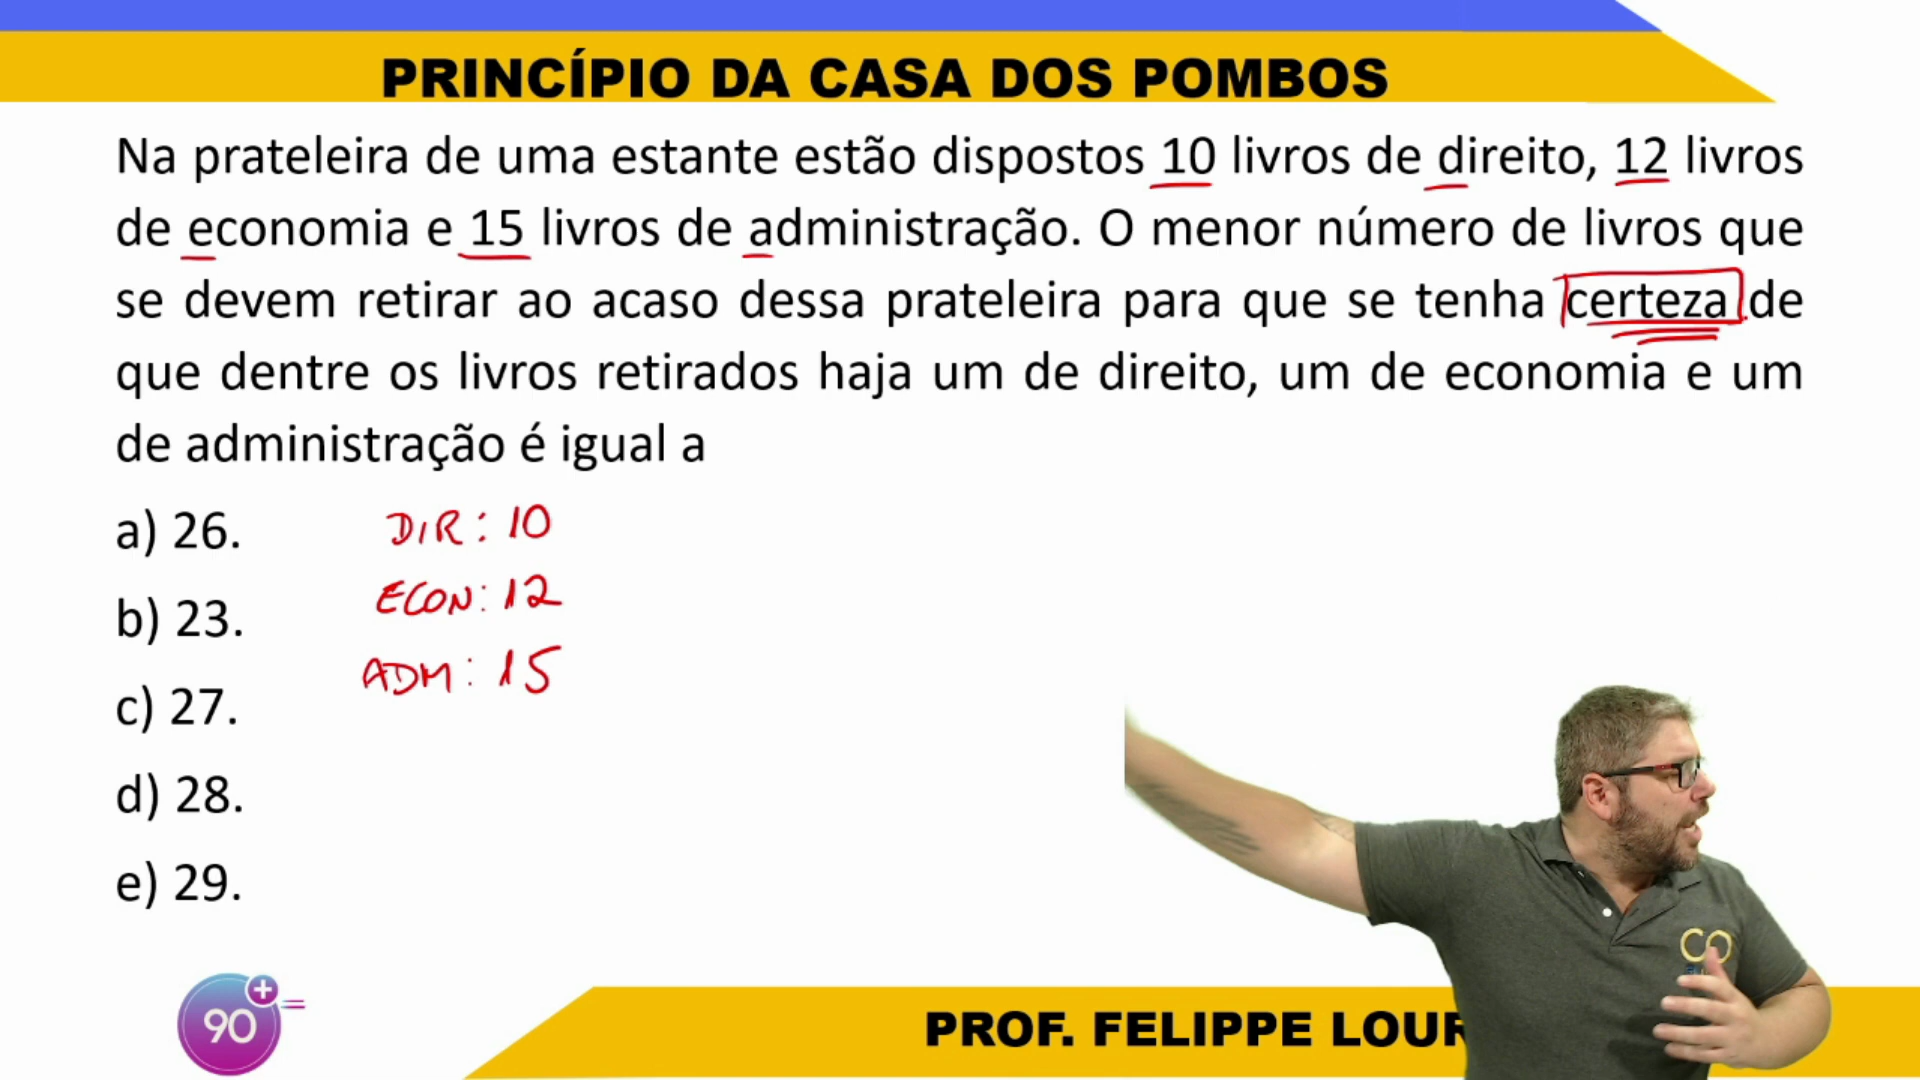 PRINCÍPIO DA CASA DOS POMBOS
Na prateleira de uma estante estão dispostos 10 livros de direito, 12 livros
de economia e 15 livros de administração. O menor número de livros que
se devem retirar ao acaso dessa prateleira para que se tenha certeza de
que dentre os livros retirados haja um de direito, um de economia e um
de administração é igual a
a) 26.
DIR: 10
b) 23.
ECON: 12
c) 27.
ADM: 15
d) 28.
e) 29.
90+
=
PROF. FELIPPE
CO